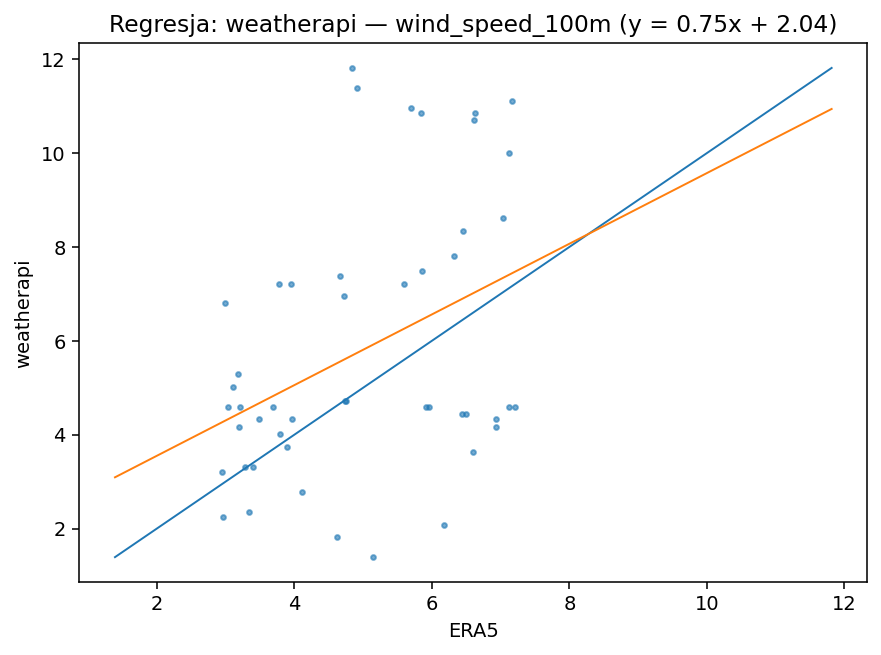 Regresja: weatherapi — wind_speed_100m (y = 0.75x + 2.04)
12
10
8
6
4
2
weatherapi
2 4 6 8 10 12
ERA5